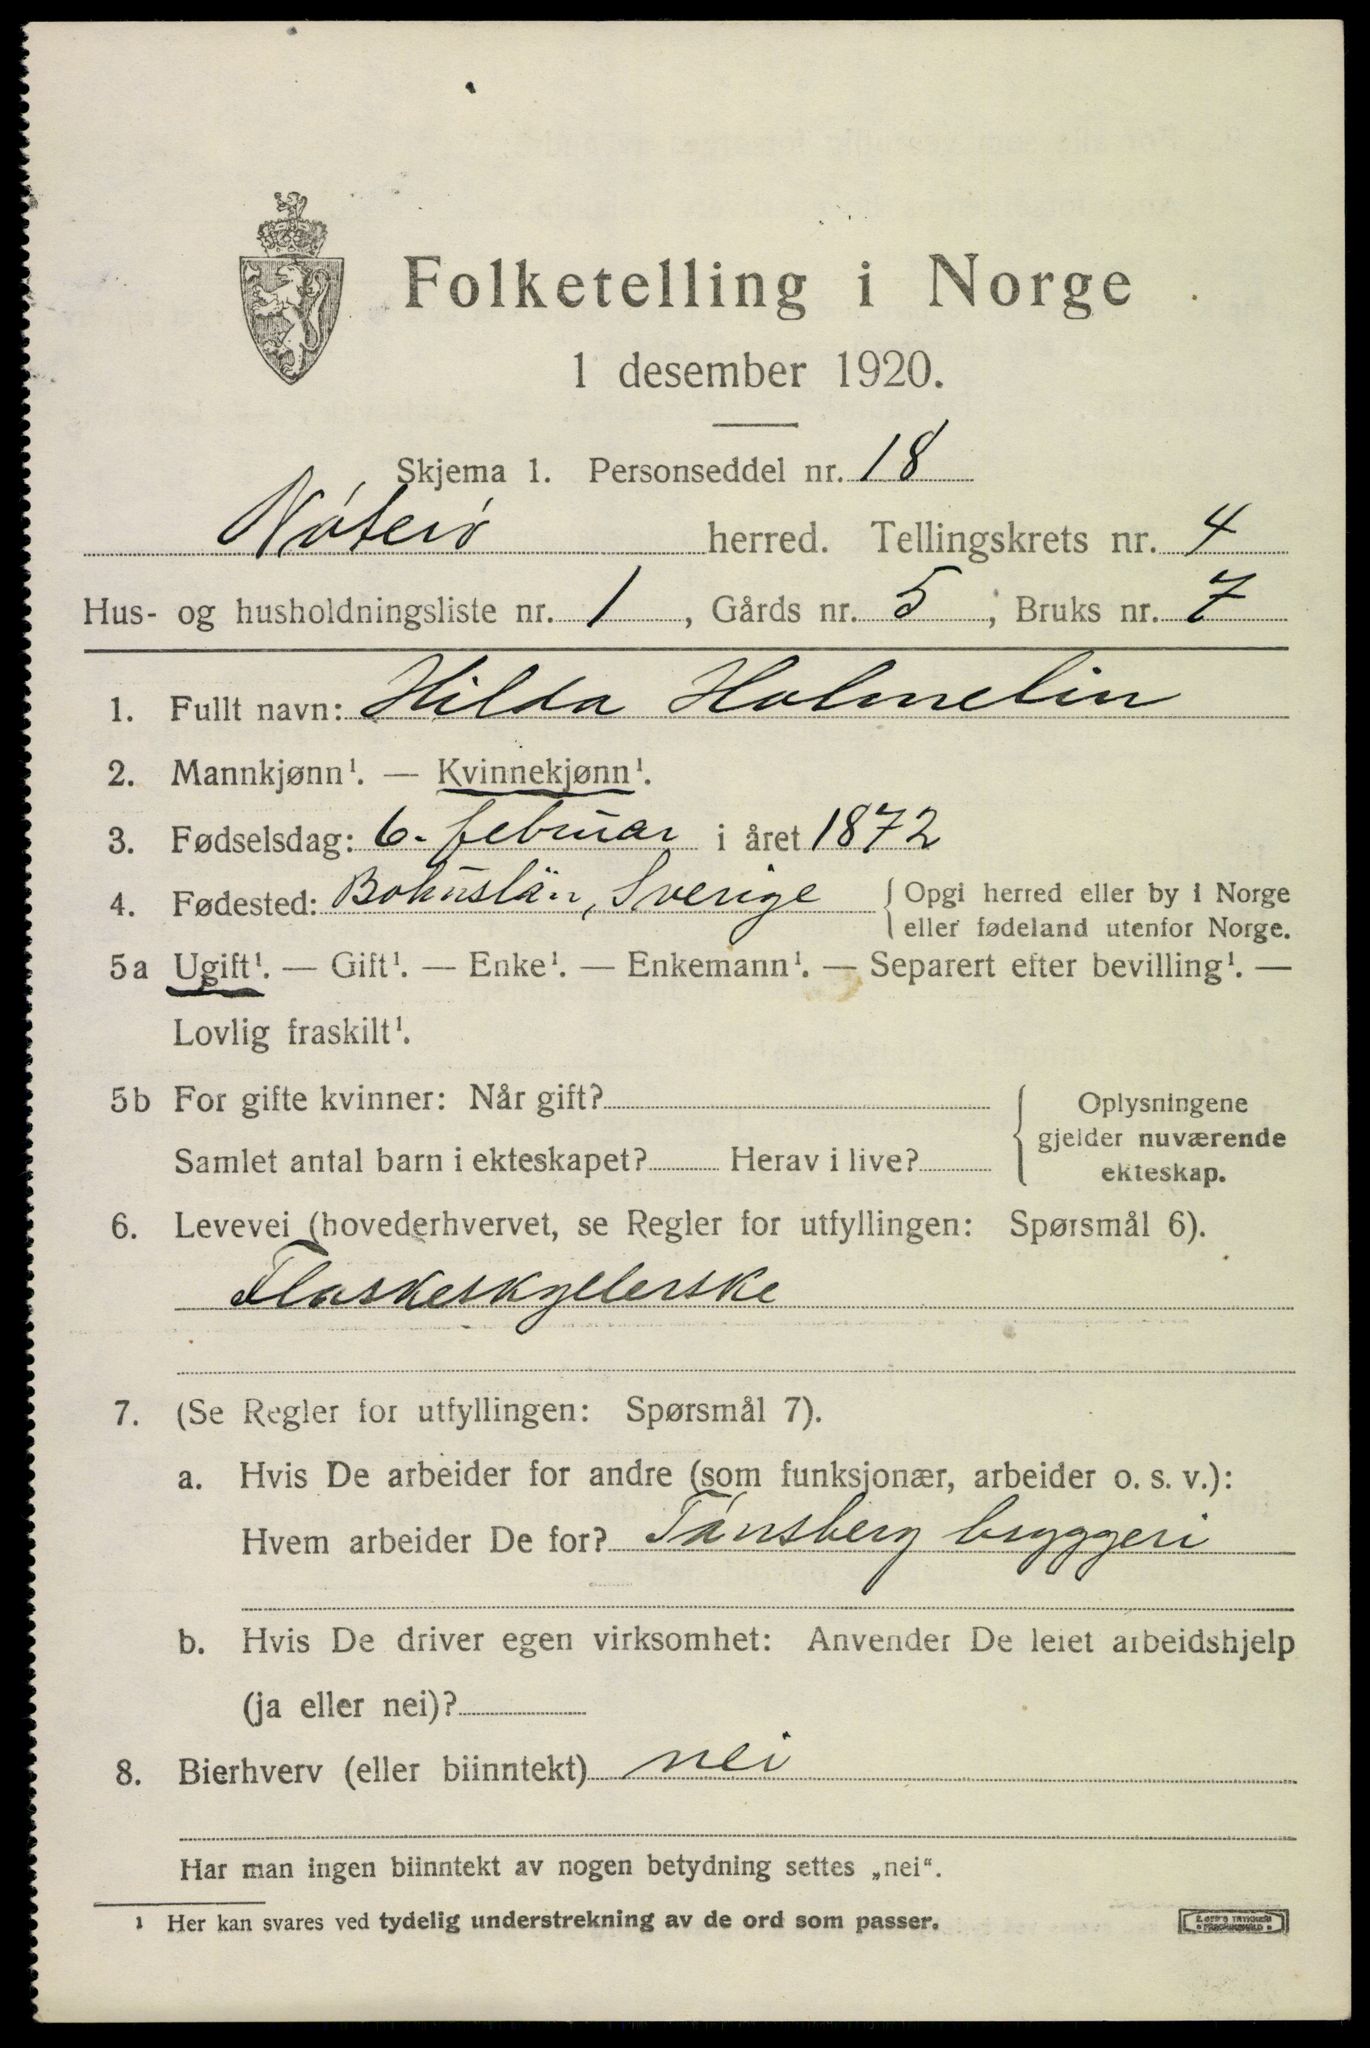 Folketelling i Norge
1 desember 1920.
Skjema 1. Personseddel nr. 18
Nóteró herred. Tellingskrets nr. 4
Hus- og husholdningsliste nr. 1, Gårds nr. 5, Bruks nr. 7
1. Fullt navn: Hilda Holmelin
2. Mannkjønn¹. — Kvinnekjønn¹.
3. Fødselsdag: 6. februar i året 1872
4. Fødested: Bohuslän, Sverige { Opgi herred eller by i Norge
eller fødeland utenfor Norge.
5a Ugift¹. — Gift¹. — Enke¹. — Enkemann¹. — Separert efter bevilling¹. —
Lovlig fraskilt¹.
5b For gifte kvinner: Når gift?
Samlet antal barn i ekteskapet? Herav i live?
Oplysningene
gjelder nuværende
ekteskap.
6. Levevei (hovederhvervet, se Regler for utfyllingen: Spørsmål 6).
Flaskeskyelerske
7. (Se Regler for utfyllingen: Spørsmål 7).
a. Hvis De arbeider for andre (som funksjonær, arbeider o. s. v.):
Hvem arbeider De for? Tónsberg bryggeri
b. Hvis De driver egen virksomhet: Anvender De leiet arbeidshjelp
(ja eller nei)?
8. Bierhverv (eller biinntekt) nei
Har man ingen biinntekt av nogen betydning settes „nei“.
¹ Her kan svares ved tydelig understrekning av de ord som passer.